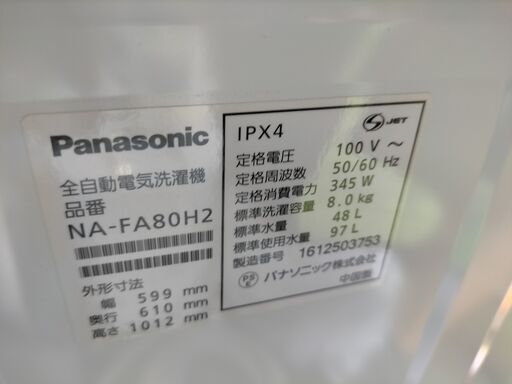 Panasonic
全自動電気洗濯機
品番
NA-FA80H2
外形寸法
幅 599 mm
奥行 610 mm
高さ 1012 mm
IPX4
S JET
定格電圧 100 V ～
定格周波数 50/60 Hz
定格消費電力 345 W
標準洗濯容量 8.0 kg
標準水量 48 L
標準使用水量 97 L
製造番号 1612503753
PS E パナソニック株式会社
中国製